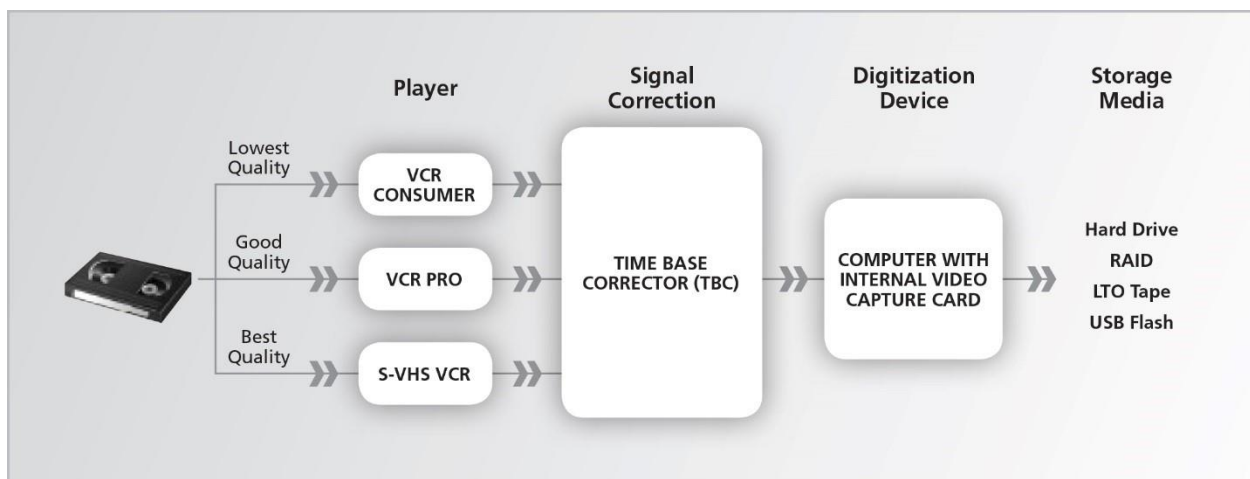 Player
Signal
Correction
Digitization
Device
Storage
Media
Lowest
Quality
VCR
CONSUMER
Good
Quality
VCR PRO
Best
Quality
S-VHS VCR
TIME BASE
CORRECTOR (TBC)
COMPUTER WITH
INTERNAL VIDEO
CAPTURE CARD
Hard Drive
RAID
LTO Tape
USB Flash